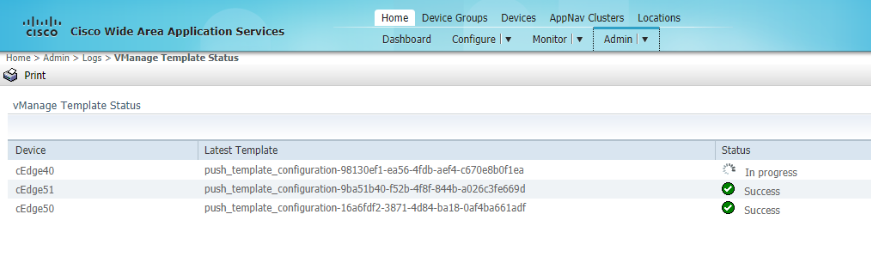 Home Device Groups Devices AppNav Clusters Locations
CISCO Cisco Wide Area Application Services
Dashboard Configure | ▼ Monitor | ▼ Admin | ▼
Home > Admin > Logs > VManage Template Status
Print
vManage Template Status
Device Latest Template Status
cEdge40 push_template_configuration-98130ef1-ea56-4fdb-aef4-c670e8b0f1ea In progress
cEdge51 push_template_configuration-9ba51b40-f52b-4f8f-844b-a026c3fe669d Success
cEdge50 push_template_configuration-16a6fdf2-3871-4d84-ba18-0af4ba661adf Success